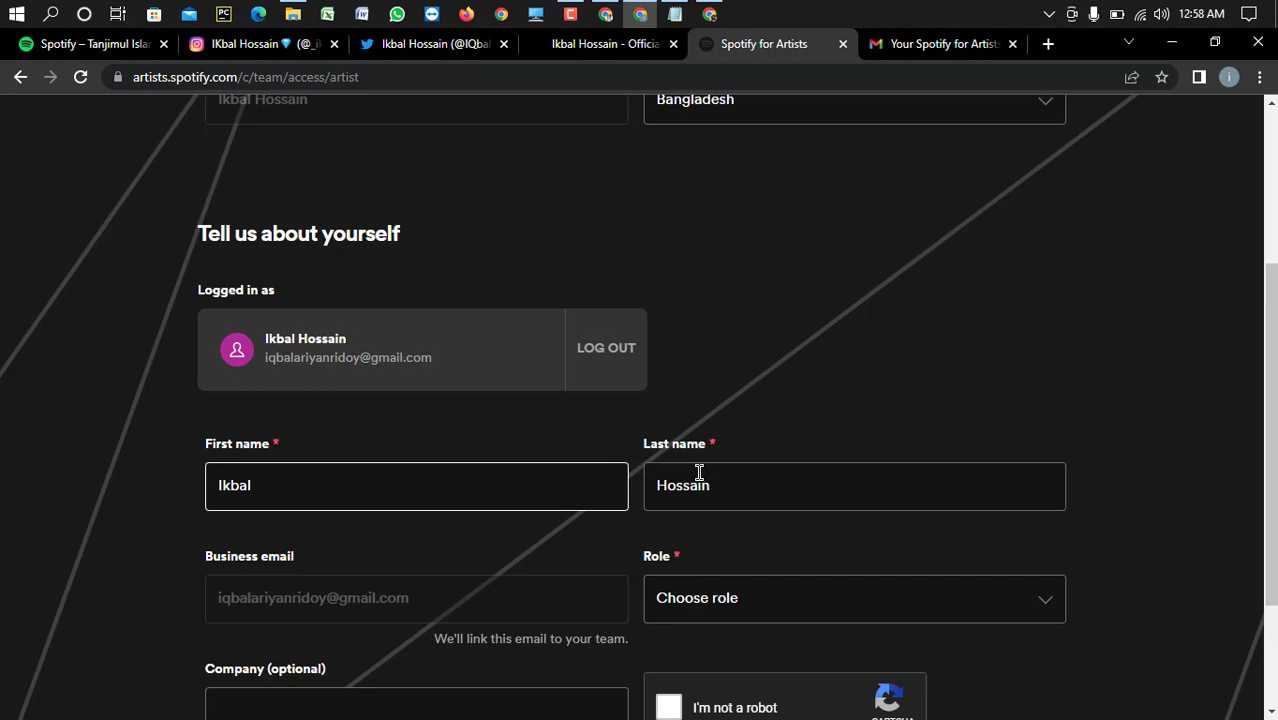 12:58 AM
Spotify – Tanjimul Isla
IKbal Hossain💎 (@_i
Ikbal Hossain (@IQbal
Ikbal Hossain - Officia
Spotify for Artists
Your Spotify for Artists
artists.spotify.com/c/team/access/artist
i
Ikbal Hossain
Bangladesh
Tell us about yourself
Logged in as
Ikbal Hossain
iqbalariyanridoy@gmail.com
LOG OUT
First name *
Last name *
Ikbal
Hossain
Business email
Role *
iqbalariyanridoy@gmail.com
Choose role
We'll link this email to your team.
Company (optional)
I'm not a robot